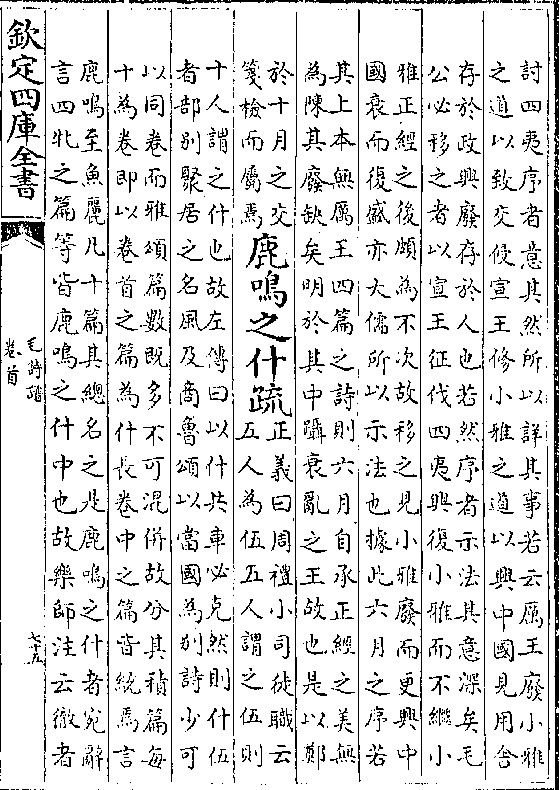 討四夷序者意其然所以詳其事若云厲王廢小雅
之道以致交侵宣王修小雅之道以興中國見用舍
存於政興廢存於人也若然序者示法其意深矣毛
公必移之者以宣王征伐四夷興復小雅而不繼小
雅正經之後頗為不次故移之見小雅廢而更興中
國衰而復盛亦大儒所以示法也據此六月之序若
其上本無厲王四篇之詩則六月自承正經之美無
為陳其廢缺矣明於其中躡衰亂之王故也是以鄭
於十月之交
箋檢而屬焉
鹿鳴之什疏
正義曰周禮小司徒職云
五人為伍五人謂之伍則
十人謂之什也故左傳曰以什共車必克然則什伍
者部別聚居之名風及商魯頌以當國為別詩少可
以同卷而雅頌篇數既多不可混併故分其積篇每
十為卷即以卷首之篇為什長卷中之篇皆統焉言
鹿鳴至魚麗凡十篇其總名之是鹿鳴之什者宛辭
言四牡之篇等皆鹿鳴之什中也故樂師注云徹者
欽定四庫全書
毛詩譜
卷首
七十五